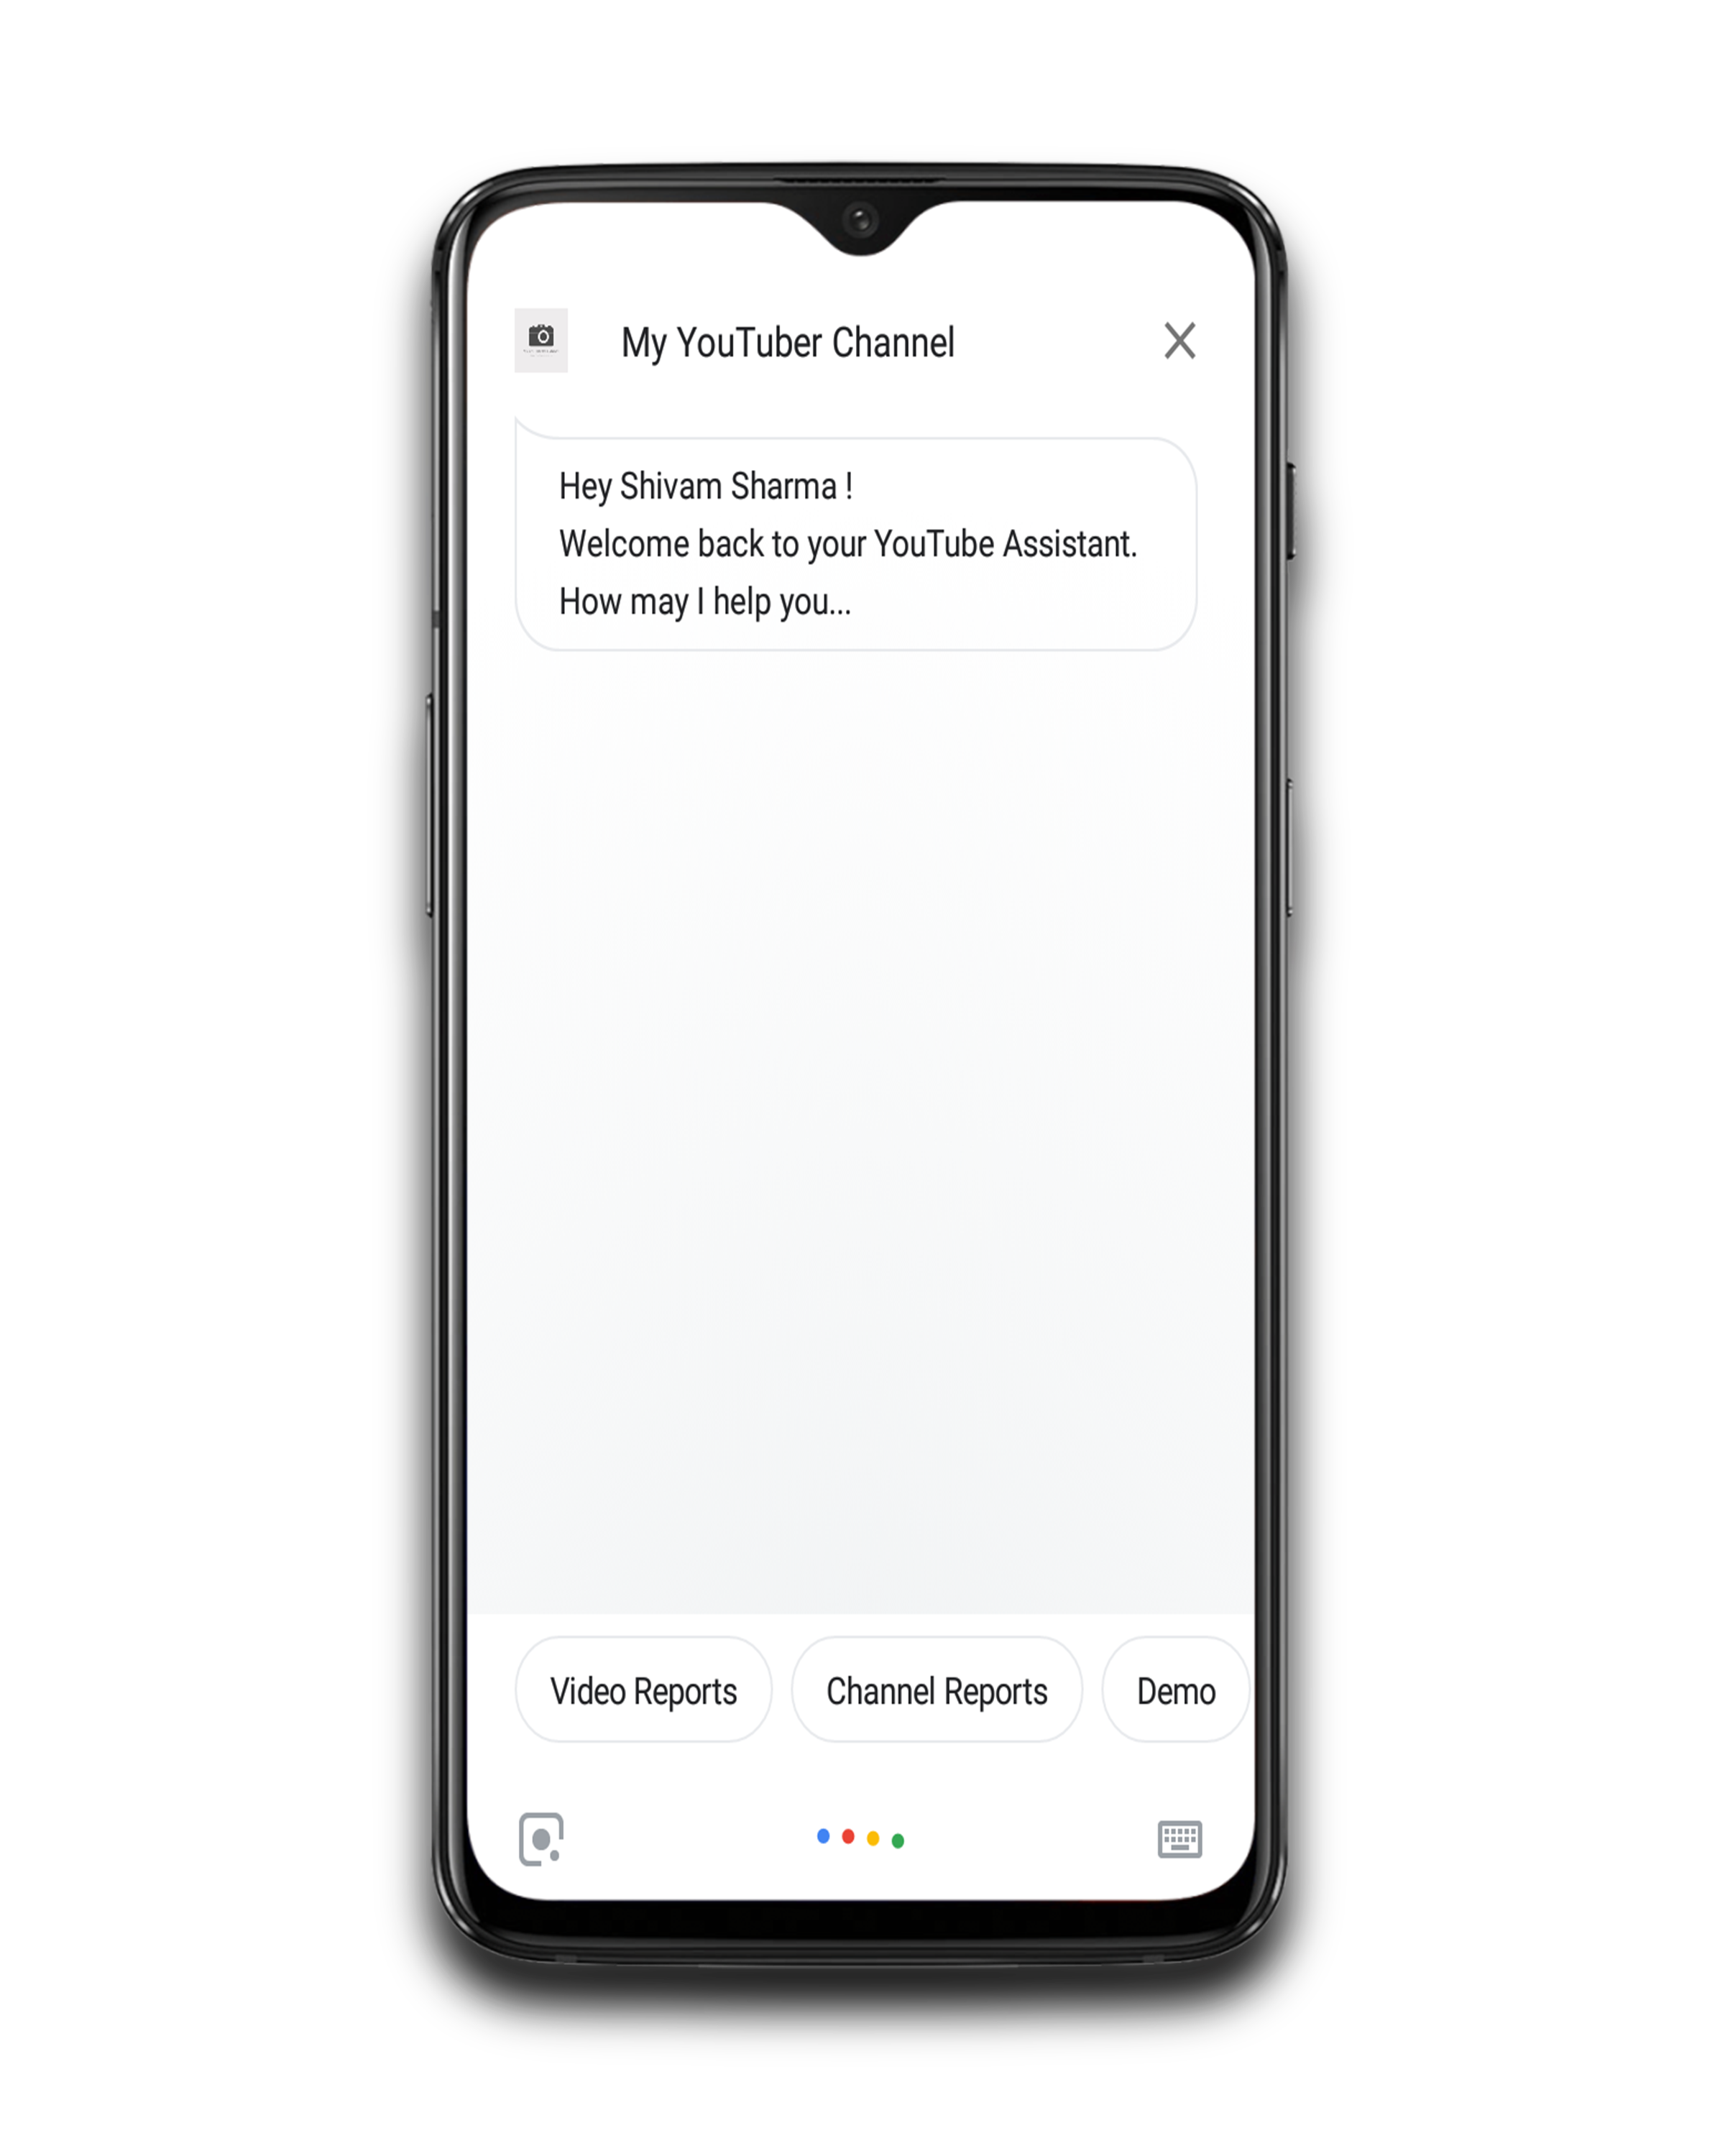 My YouTuber Channel
Hey Shivam Sharma !
Welcome back to your YouTube Assistant.
How may I help you...
Video Reports
Channel Reports
Demo